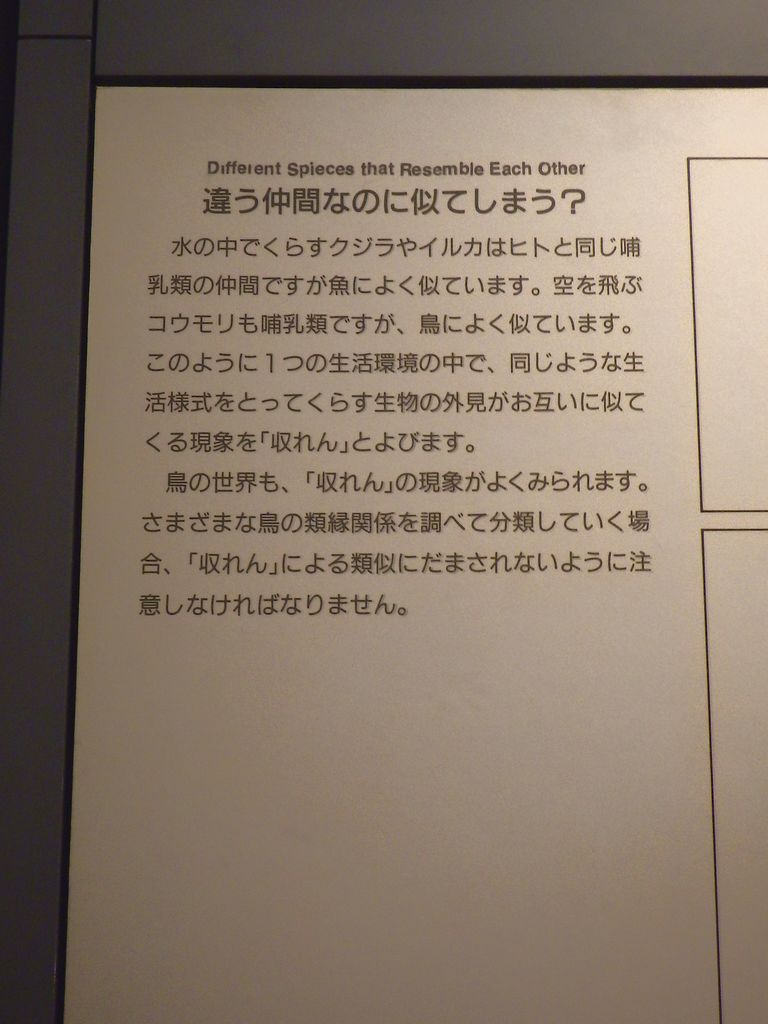 Different Spieces that Resemble Each Other
違う仲間なのに似てしまう？
水の中でくらすクジラやイルカはヒトと同じ哺
乳類の仲間ですが魚によく似ています。空を飛ぶ
コウモリも哺乳類ですが、鳥によく似ています。
このように１つの生活環境の中で、同じような生
活様式をとってくらす生物の外見がお互いに似て
くる現象を「収れん」とよびます。
鳥の世界も、「収れん」の現象がよくみられます。
さまざまな鳥の類縁関係を調べて分類していく場
合、「収れん」による類似にだまされないように注
意しなければなりません。